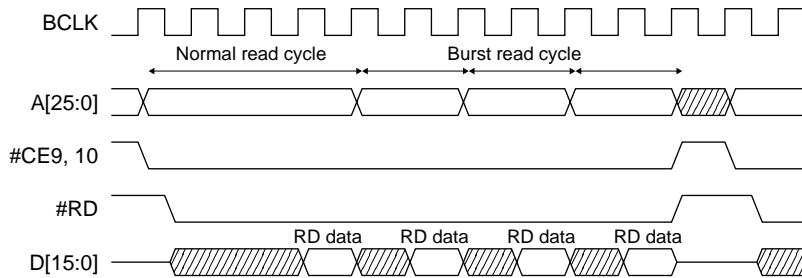 BCLK
Normal read cycle Burst read cycle
A[25:0]
#CE9, 10
#RD
RD data RD data RD data RD data
D[15:0]